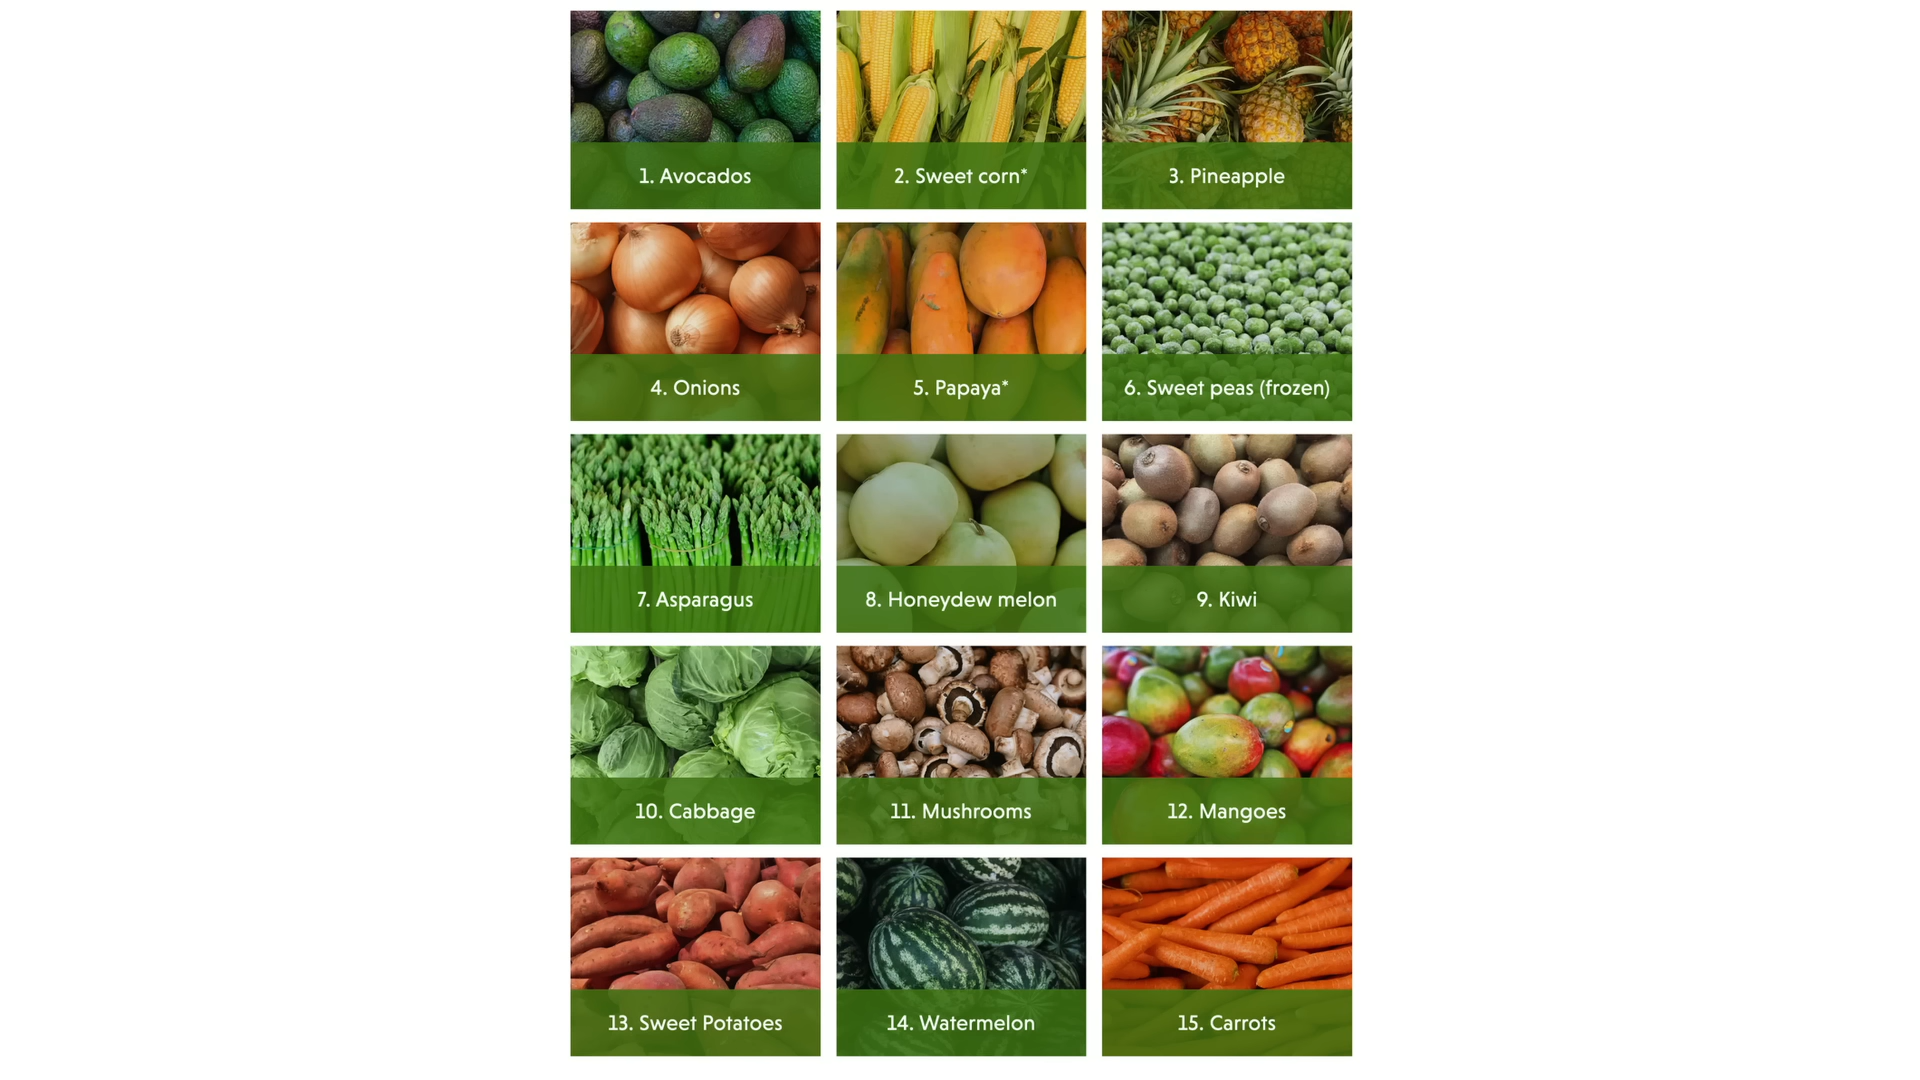 1. Avocados
2. Sweet corn*
3. Pineapple
4. Onions
5. Papaya*
6. Sweet peas (frozen)
7. Asparagus
8. Honeydew melon
9. Kiwi
10. Cabbage
11. Mushrooms
12. Mangoes
13. Sweet Potatoes
14. Watermelon
15. Carrots